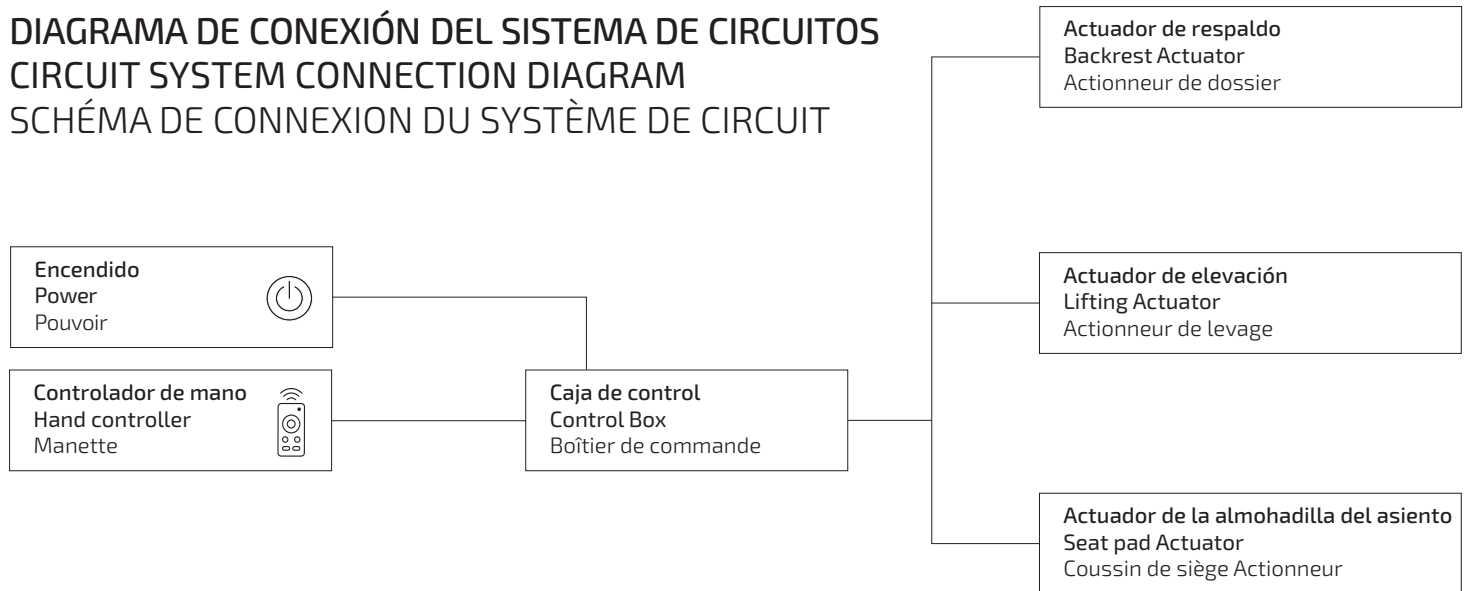 DIAGRAMA DE CONEXIÓN DEL SISTEMA DE CIRCUITOS
CIRCUIT SYSTEM CONNECTION DIAGRAM
SCHÉMA DE CONNEXION DU SYSTÈME DE CIRCUIT
Encendido
Power
Pouvoir
Controlador de mano
Hand controller
Manette
Caja de control
Control Box
Boîtier de commande
Actuador de respaldo
Backrest Actuator
Actionneur de dossier
Actuador de elevación
Lifting Actuator
Actionneur de levage
Actuador de la almohadilla del asiento
Seat pad Actuator
Coussin de siège Actionneur